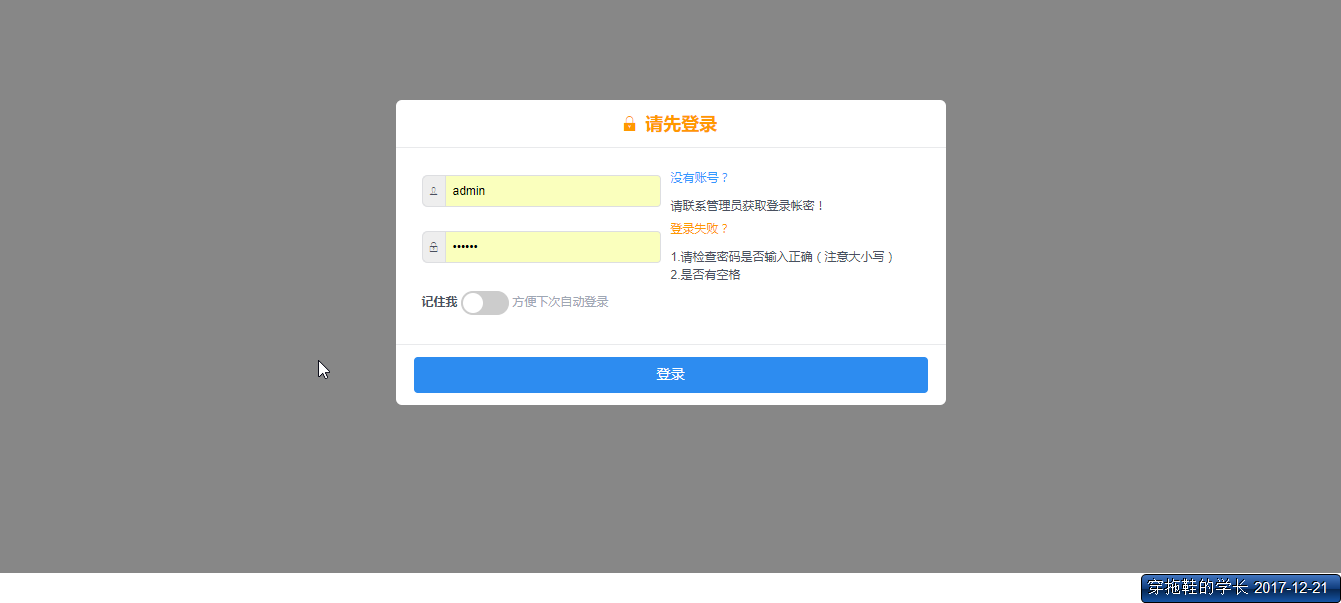 请先登录
admin
••••••
记住我 方便下次自动登录
没有账号？
请联系管理员获取登录帐密！
登录失败？
1.请检查密码是否输入正确（注意大小写）
2.是否有空格
登录
穿拖鞋的学长 2017-12-21